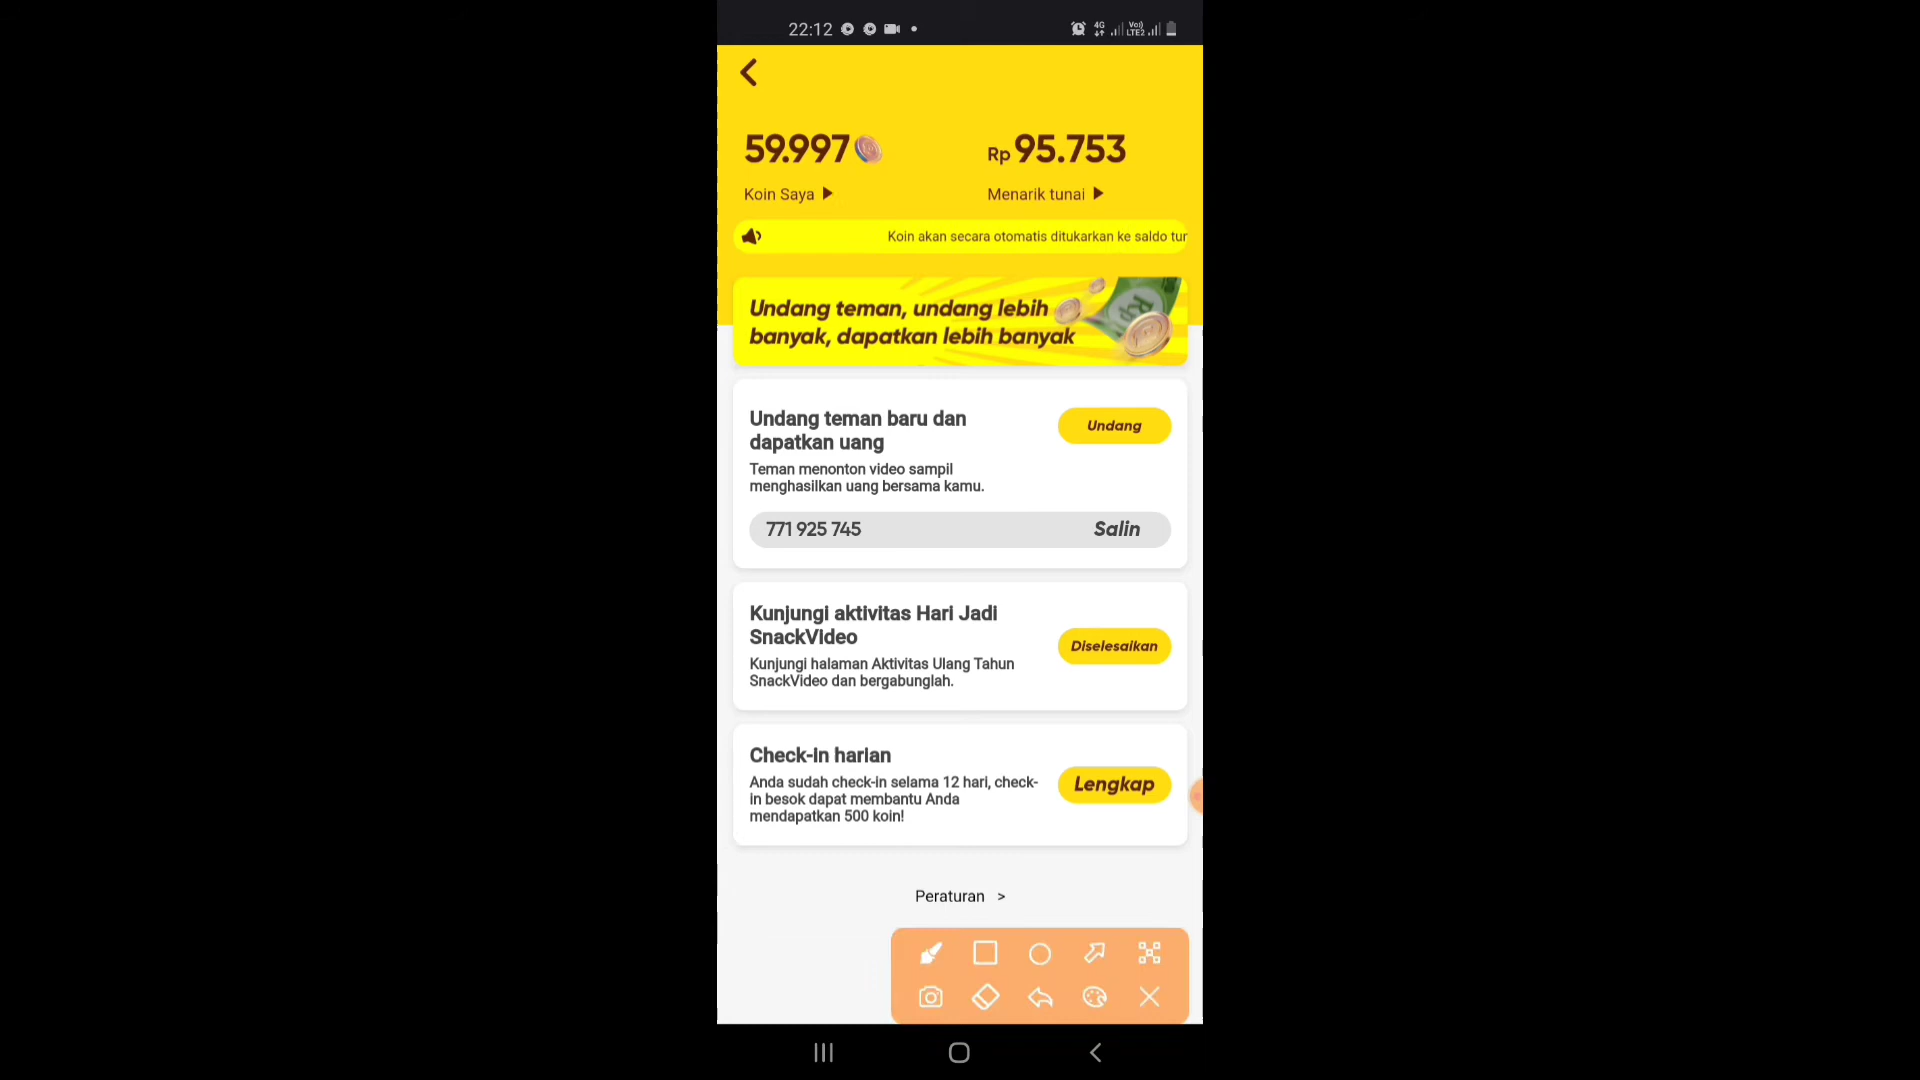 22:12
4G
Vo))
LTE2
59.997
Rp 95.753
Koin Saya
Menarik tunai
Koin akan secara otomatis ditukarkan ke saldo tur
Undang teman, undang lebih
banyak, dapatkan lebih banyak
Undang teman baru dan
dapatkan uang
Undang
Teman menonton video sampil
menghasilkan uang bersama kamu.
771 925 745
Salin
Kunjungi aktivitas Hari Jadi
SnackVideo
Diselesaikan
Kunjungi halaman Aktivitas Ulang Tahun
SnackVideo dan bergabunglah.
Check-in harian
Anda sudah check-in selama 12 hari, check-
in besok dapat membantu Anda
mendapatkan 500 koin!
Lengkap
Peraturan >